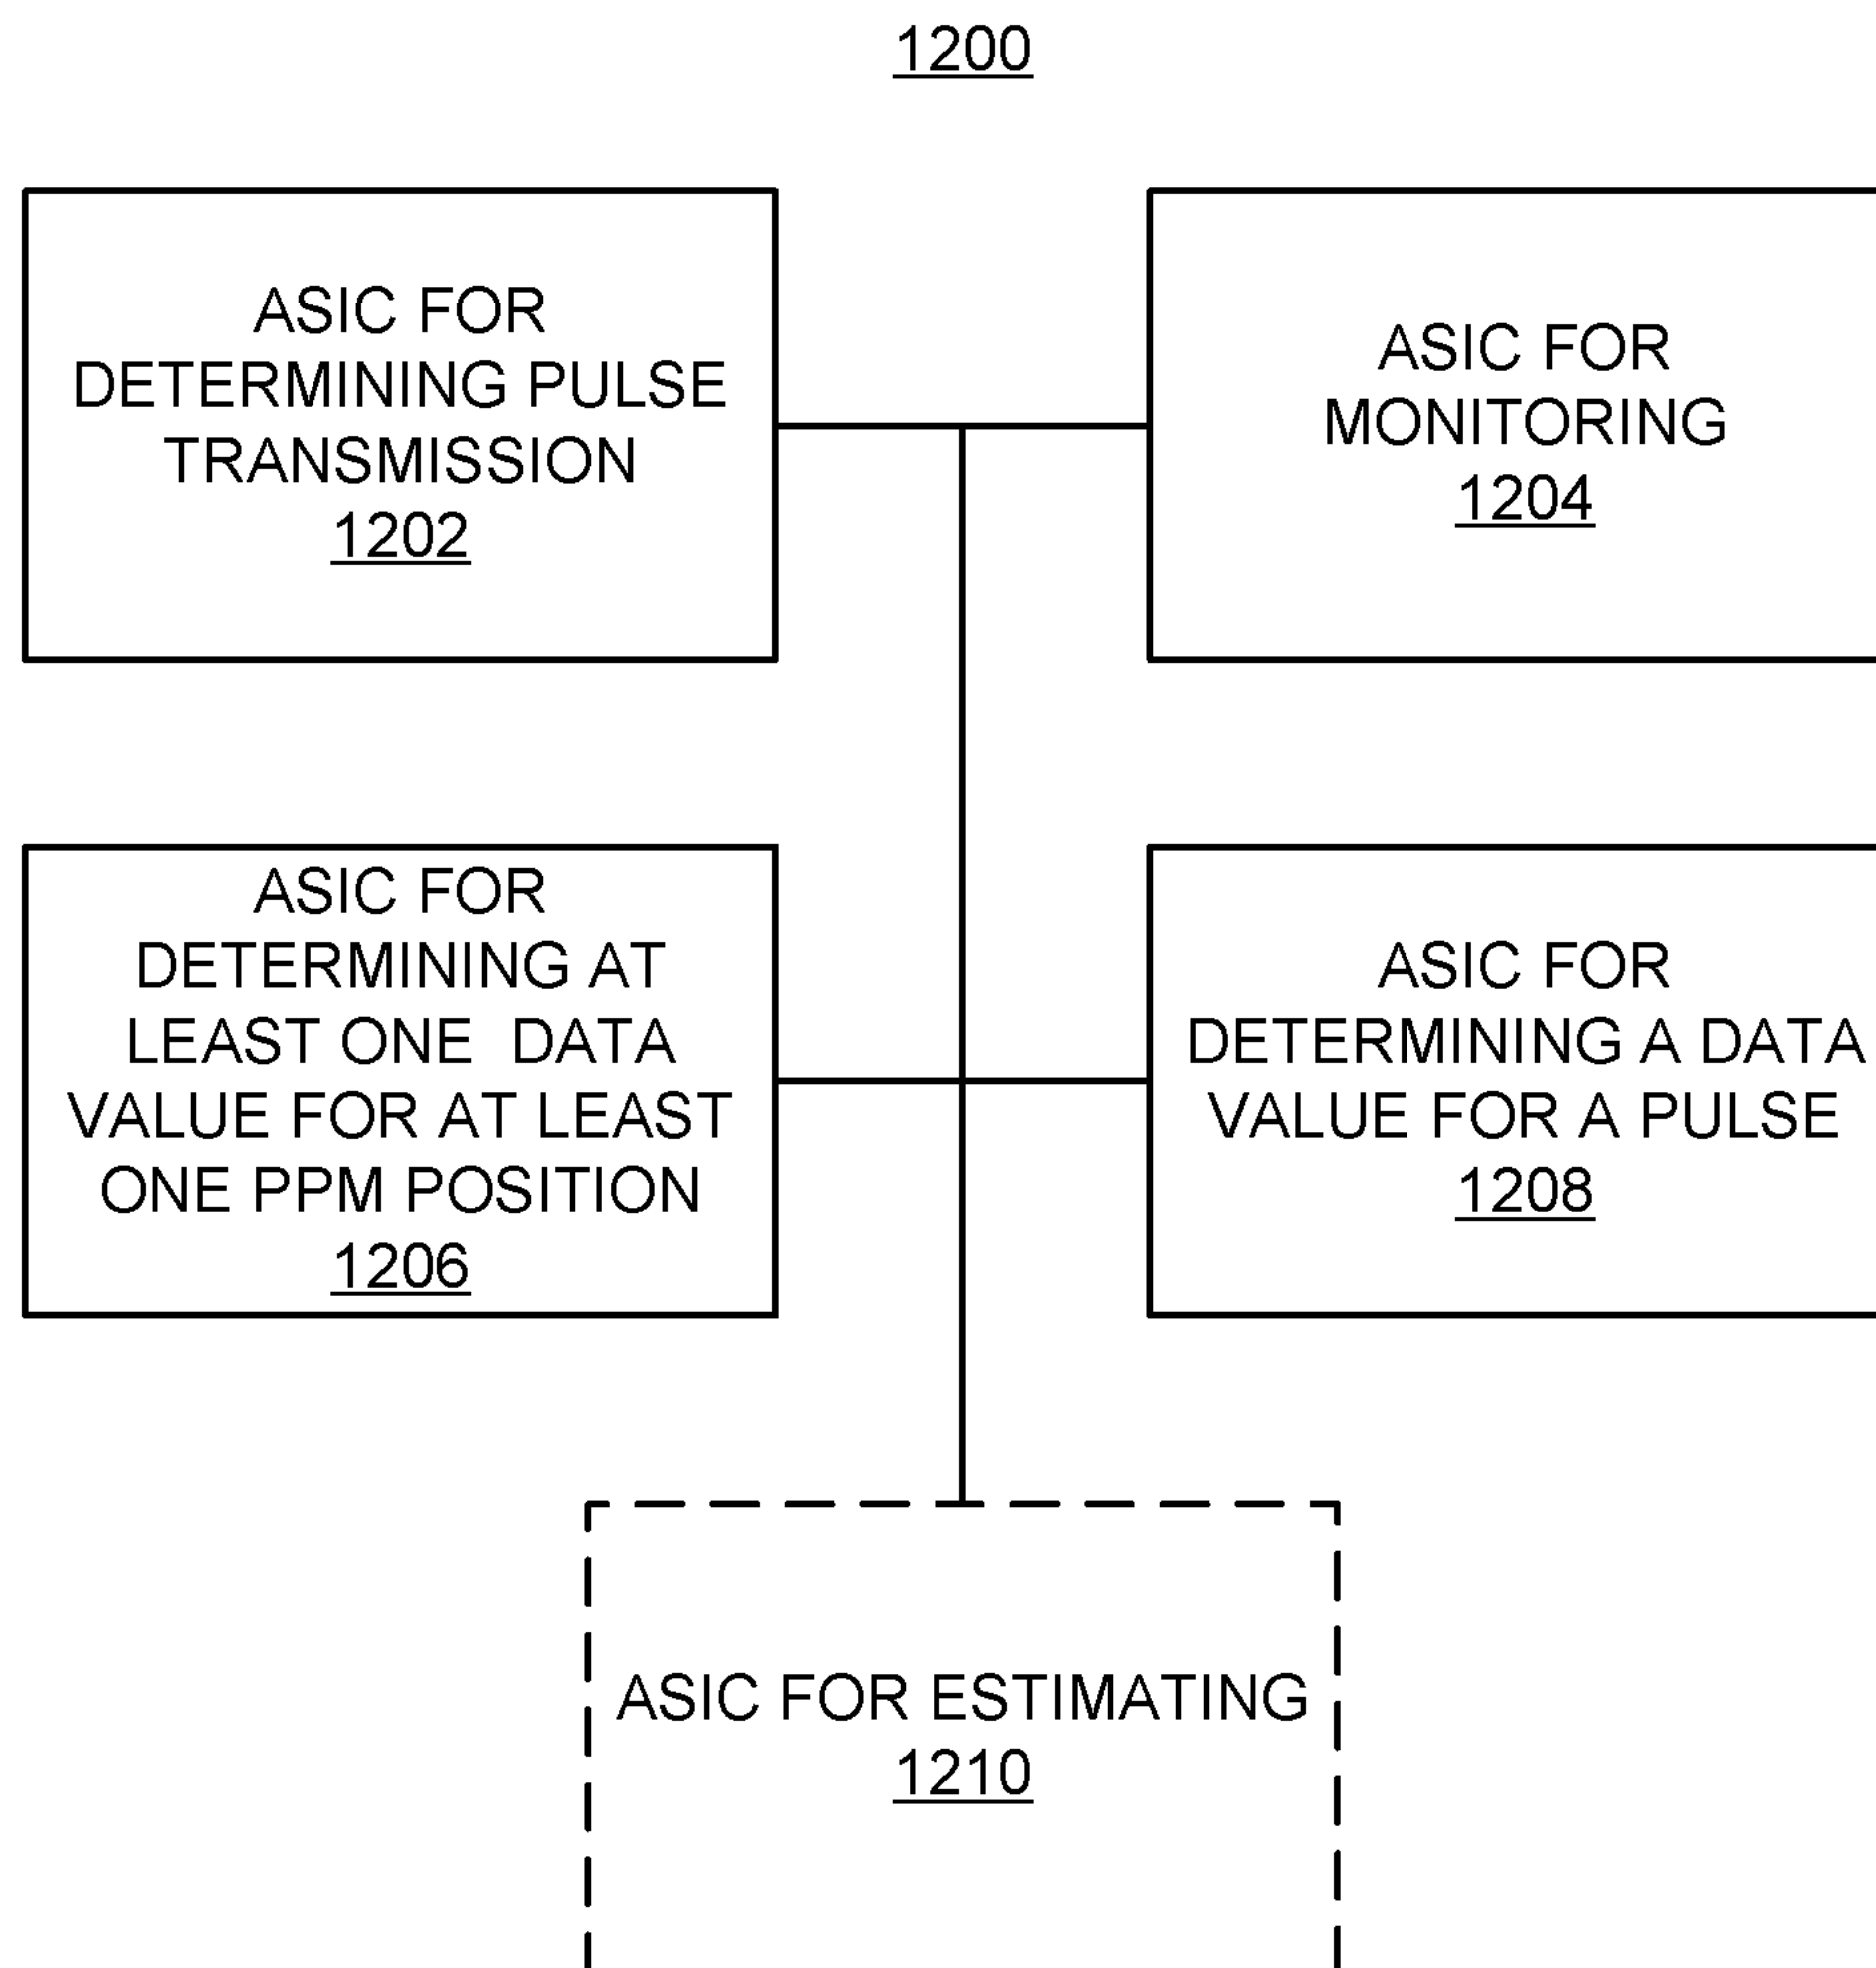 1200
ASIC FOR
DETERMINING PULSE
TRANSMISSION
1202
ASIC FOR
MONITORING
1204
ASIC FOR
DETERMINING AT
LEAST ONE DATA
VALUE FOR AT LEAST
ONE PPM POSITION
1206
ASIC FOR
DETERMINING A DATA
VALUE FOR A PULSE
1208
ASIC FOR ESTIMATING
1210